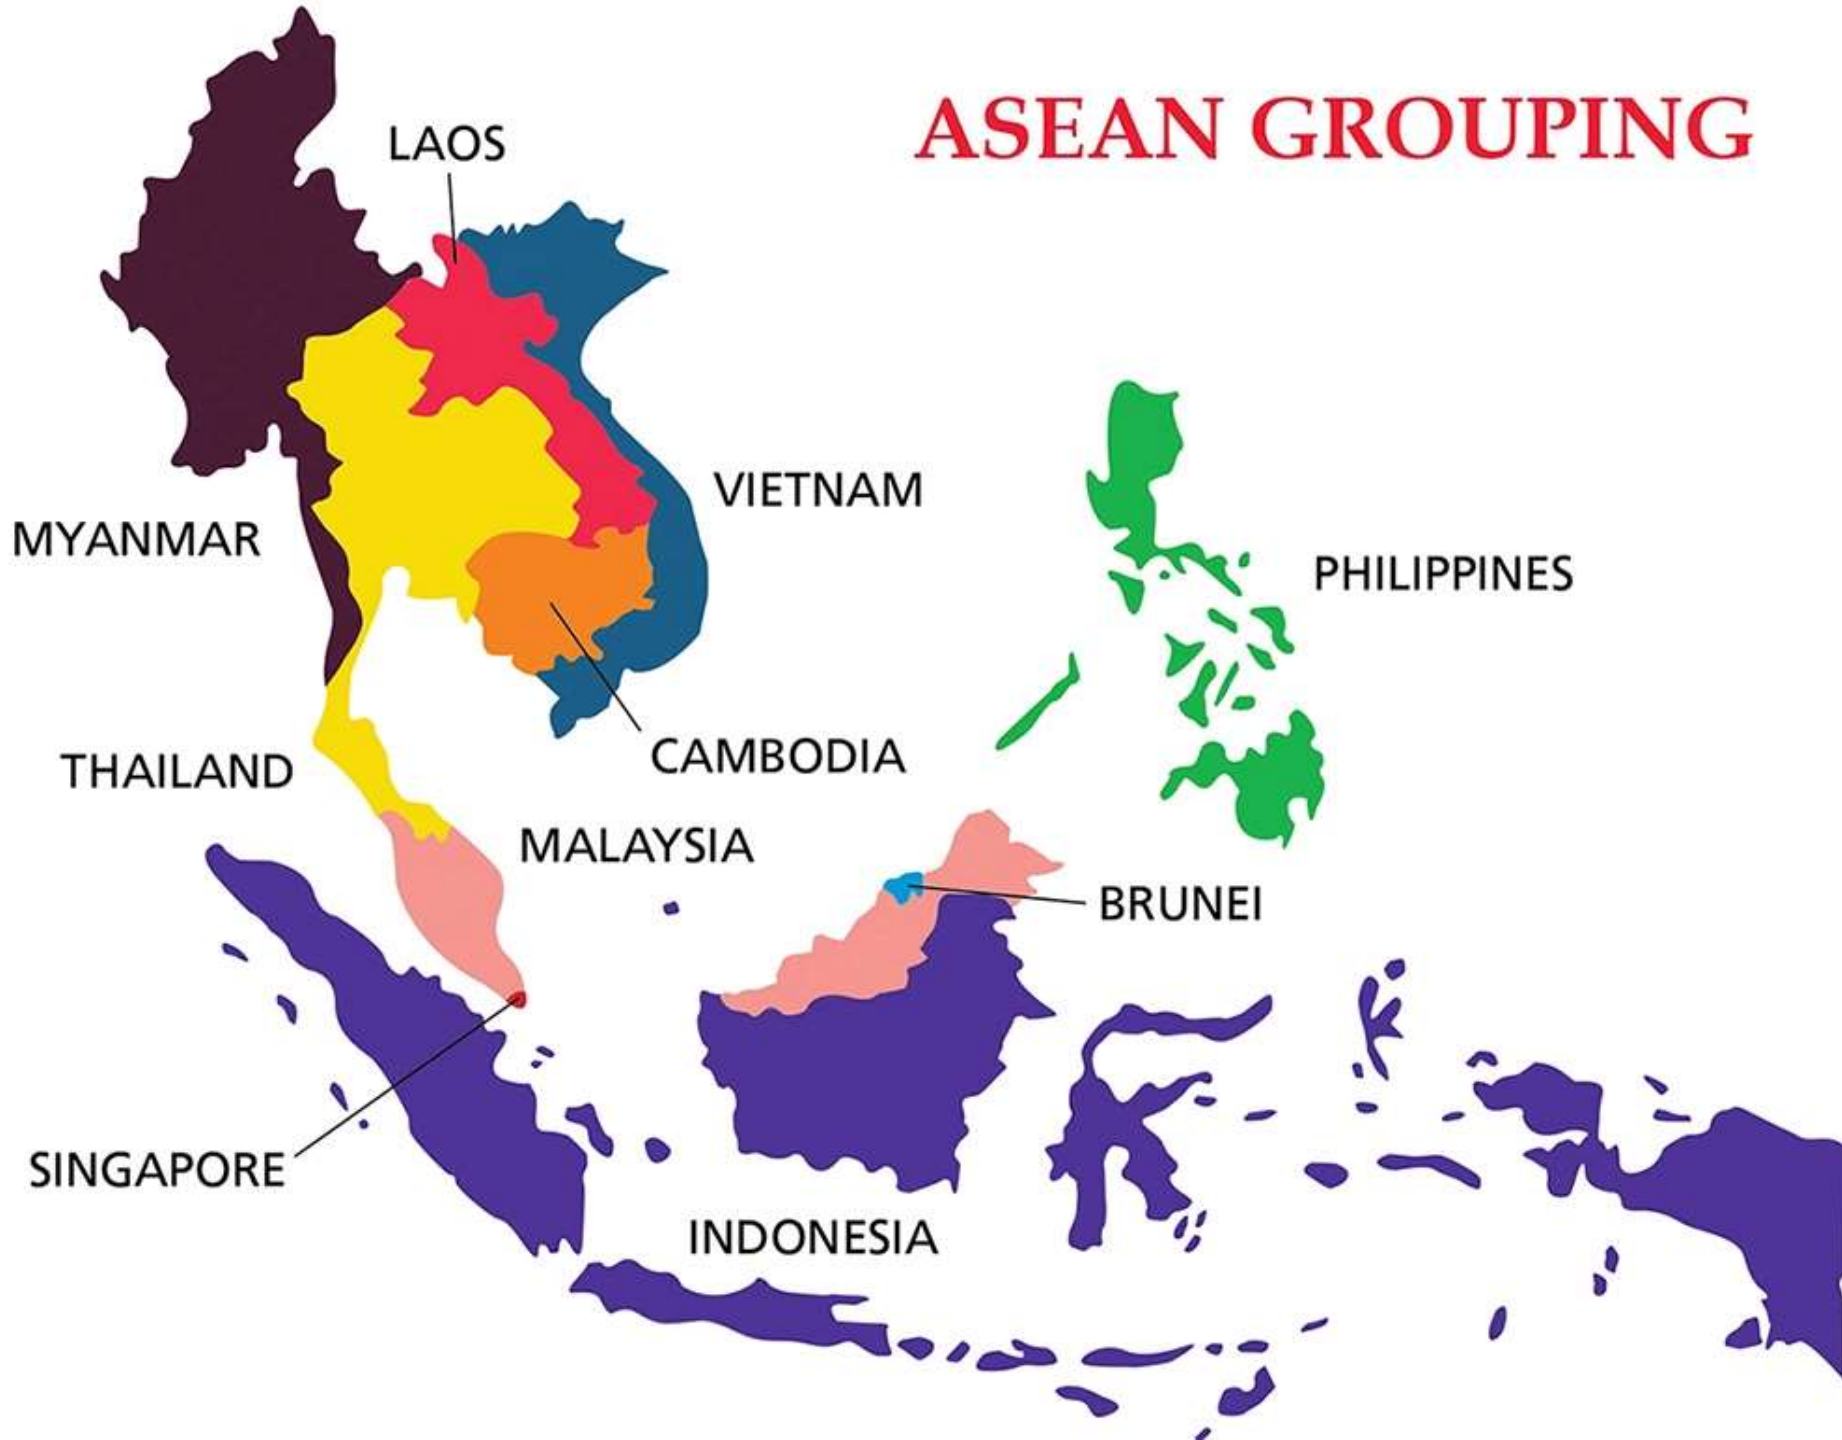 ASEAN GROUPING
LAOS
VIETNAM
MYANMAR
PHILIPPINES
CAMBODIA
THAILAND
MALAYSIA
BRUNEI
SINGAPORE
INDONESIA